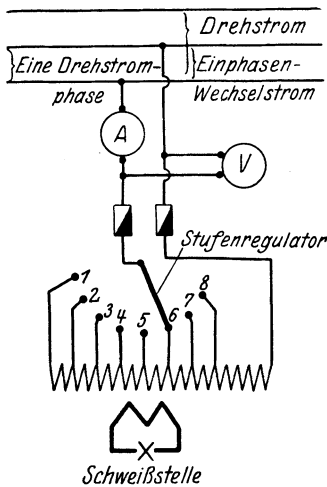 Drehstrom
Eine Drehstrom-
phase
Einphasen-
Wechselstrom
A
V
Stufenregulator
1
2
3
4
5
6
7
8
Schweißstelle